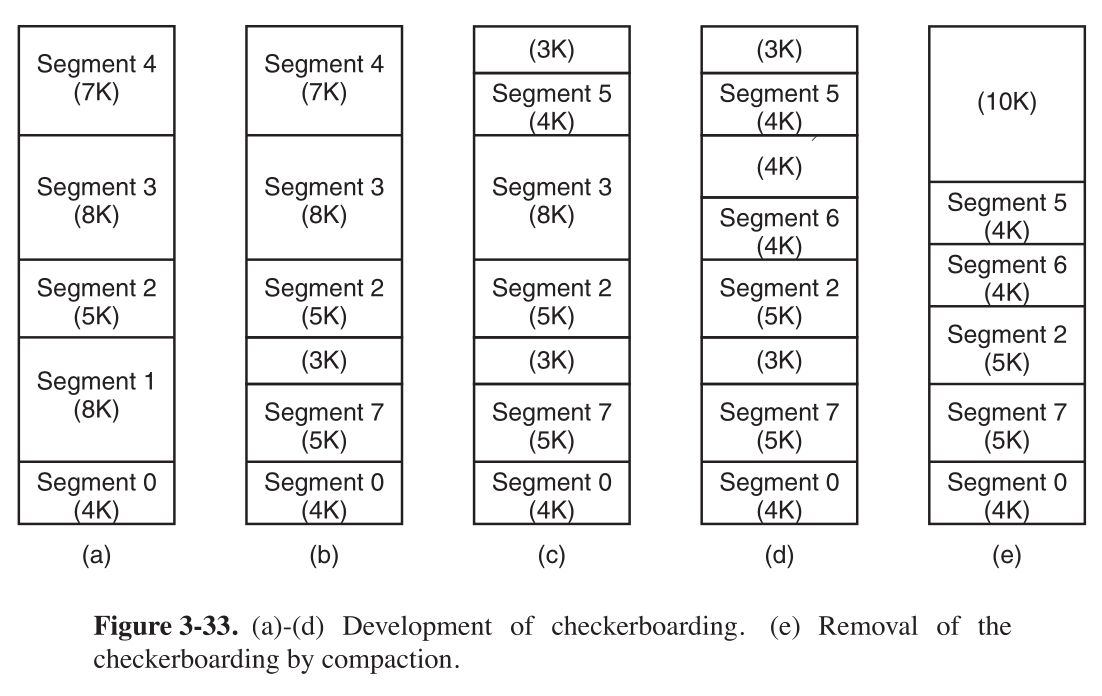 Segment 4
(7K)
Segment 3
(8K)
Segment 2
(5K)
Segment 1
(8K)
Segment 0
(4K)
(a)
Segment 4
(7K)
Segment 3
(8K)
Segment 2
(5K)
(3K)
Segment 7
(5K)
Segment 0
(4K)
(b)
(3K)
Segment 5
(4K)
Segment 3
(8K)
Segment 2
(5K)
(3K)
Segment 7
(5K)
Segment 0
(4K)
(c)
(3K)
Segment 5
(4K)
(4K)
Segment 6
(4K)
Segment 2
(5K)
(3K)
Segment 7
(5K)
Segment 0
(4K)
(d)
(10K)
Segment 5
(4K)
Segment 6
(4K)
Segment 2
(5K)
Segment 7
(5K)
Segment 0
(4K)
(e)
Figure 3-33. (a)-(d) Development of checkerboarding. (e) Removal of the
checkerboarding by compaction.